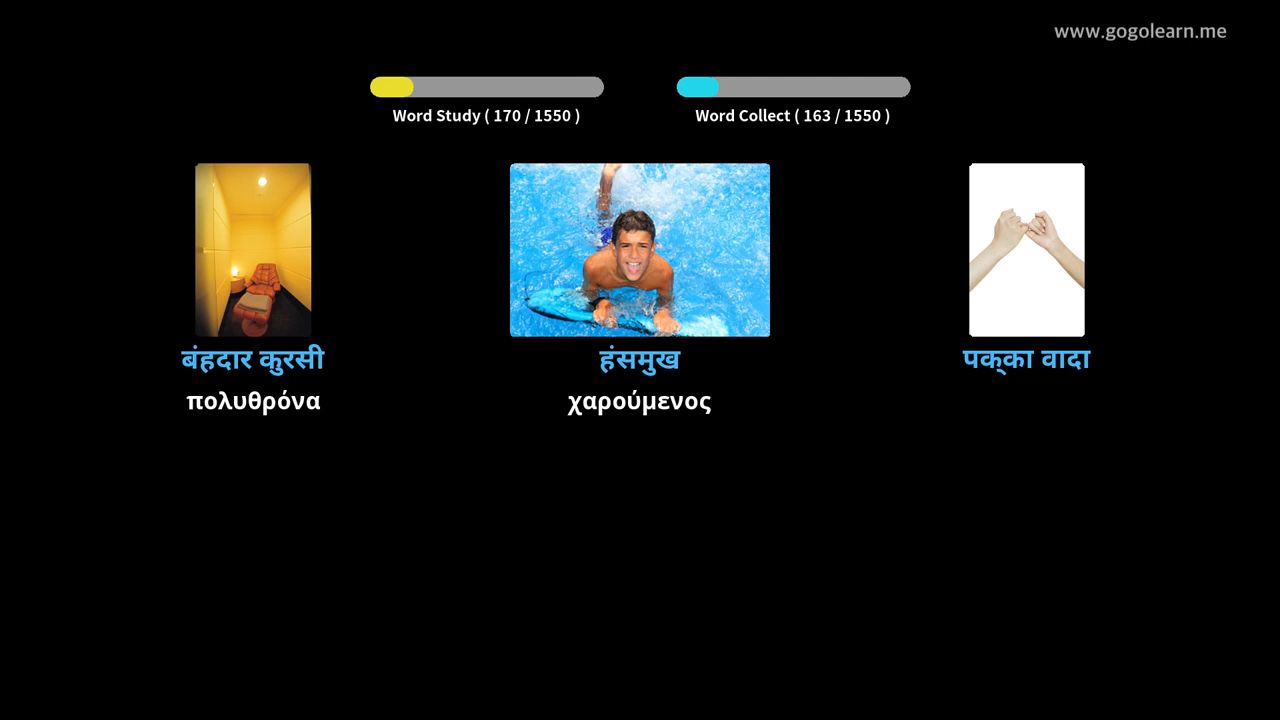 www.gogolearn.me
Word Study ( 170 / 1550 )
Word Collect ( 163 / 1550 )
बंहदार कुरसी
हंसमुख
पक्का वादा
πολυθρόνα
χαρούμενος